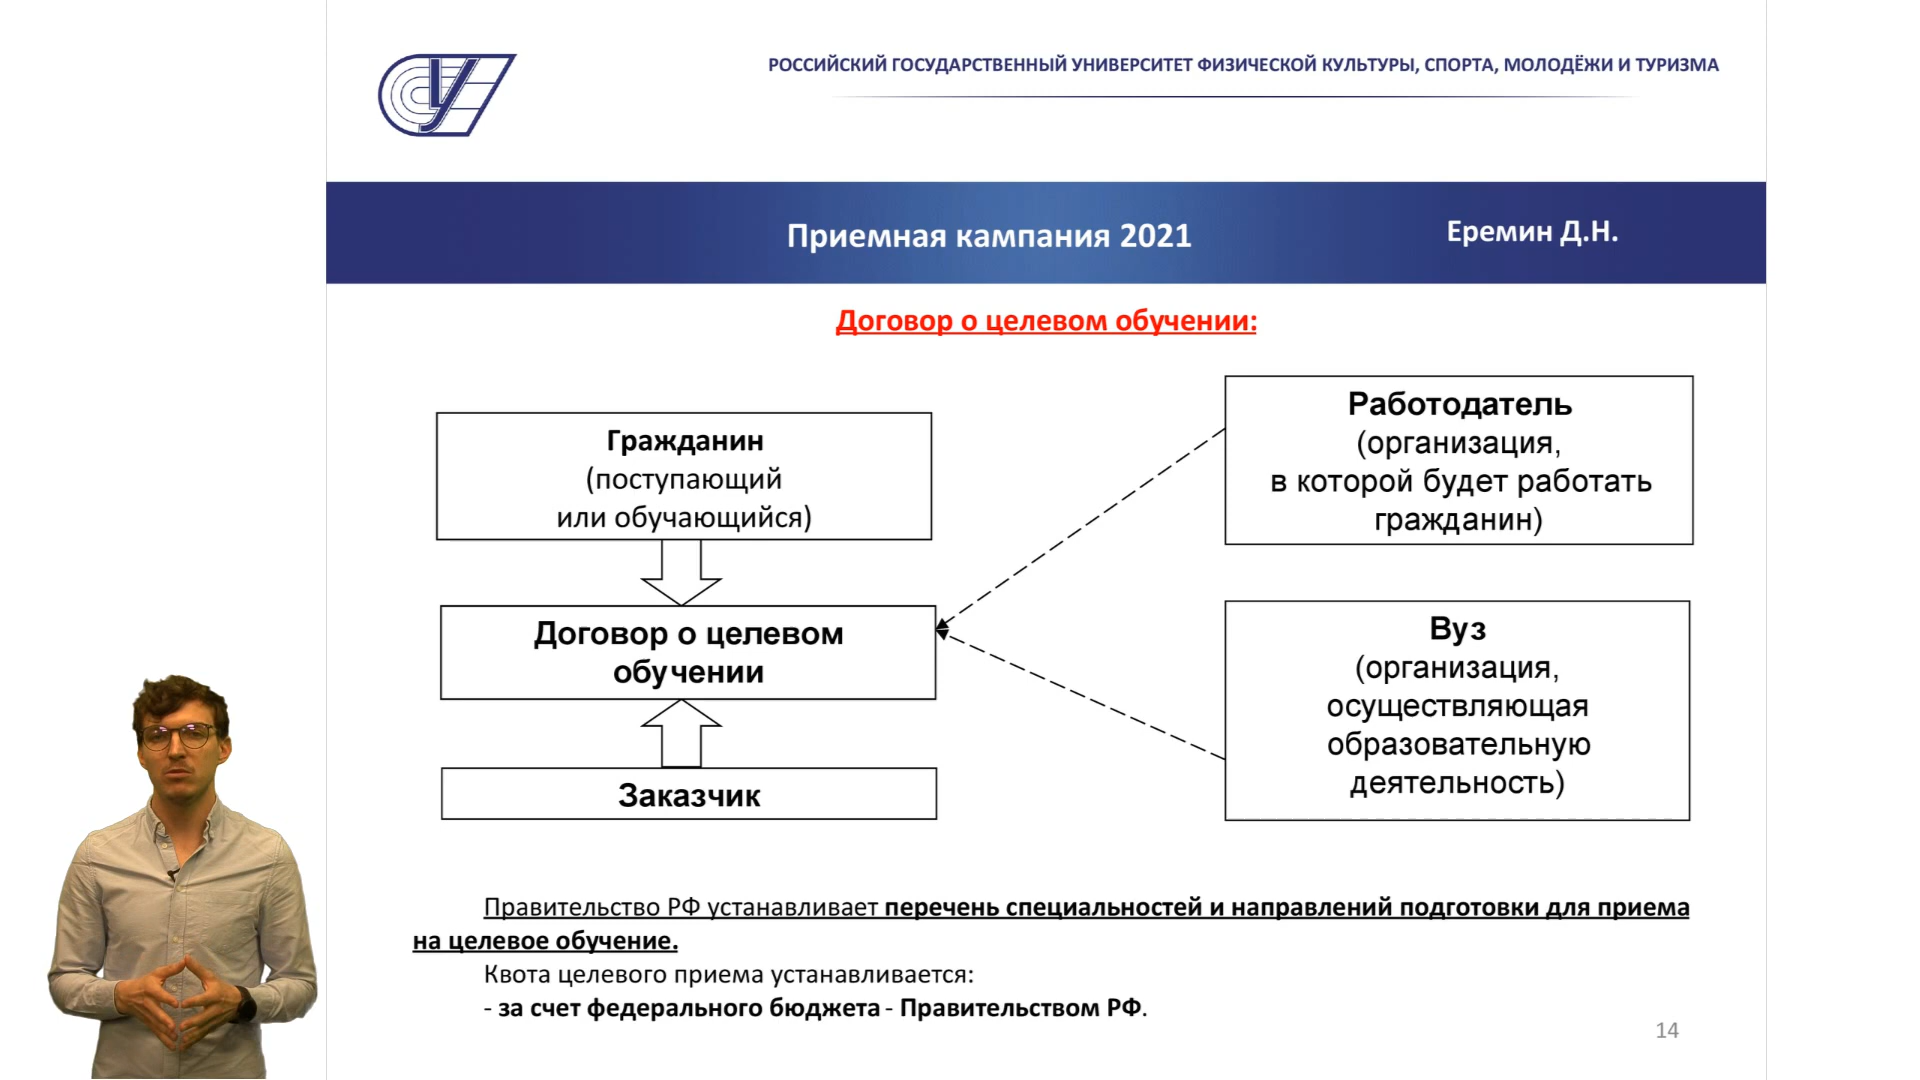 РОССИЙСКИЙ ГОСУДАРСТВЕННЫЙ УНИВЕРСИТЕТ ФИЗИЧЕСКОЙ КУЛЬТУРЫ, СПОРТА, МОЛОДЁЖИ И ТУРИЗМА
Приемная кампания 2021
Еремин Д.Н.
Договор о целевом обучении:
Гражданин
(поступающий
или обучающийся)
Договор о целевом
обучении
Заказчик
Работодатель
(организация,
в которой будет работать
гражданин)
Вуз
(организация,
осуществляющая
образовательную
деятельность)
Правительство РФ устанавливает перечень специальностей и направлений подготовки для приема
на целевое обучение.
Квота целевого приема устанавливается:
- за счет федерального бюджета - Правительством РФ.
14